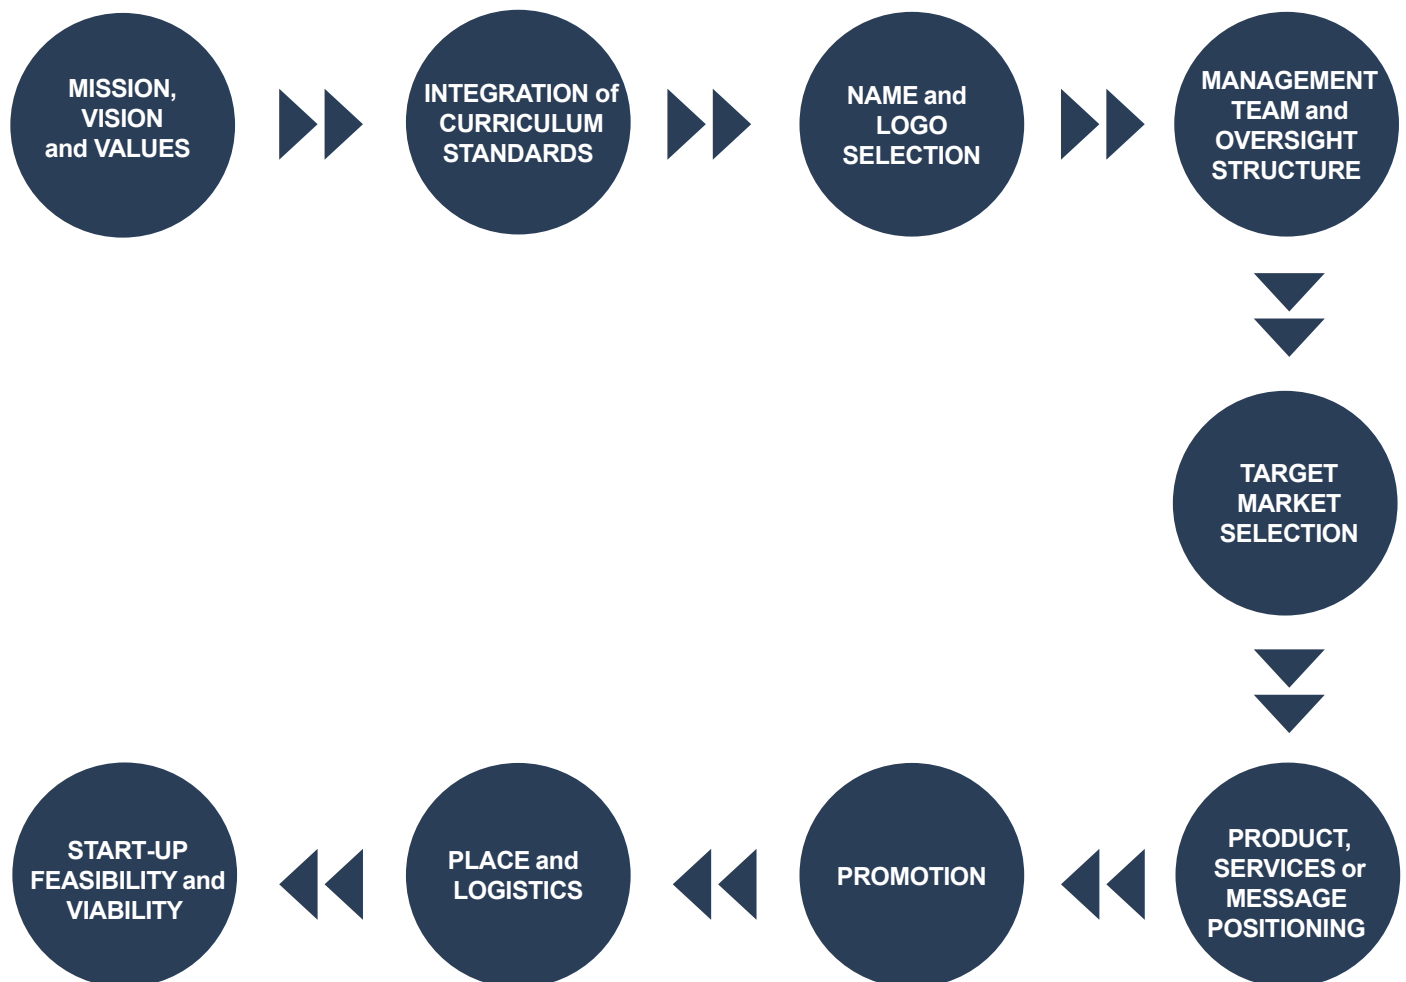 MISSION,
VISION
and VALUES
INTEGRATION of
CURRICULUM
STANDARDS
NAME and
LOGO
SELECTION
MANAGEMENT
TEAM and
OVERSIGHT
STRUCTURE
TARGET
MARKET
SELECTION
PRODUCT,
SERVICES or
MESSAGE
POSITIONING
PROMOTION
PLACE and
LOGISTICS
START-UP
FEASIBILITY and
VIABILITY